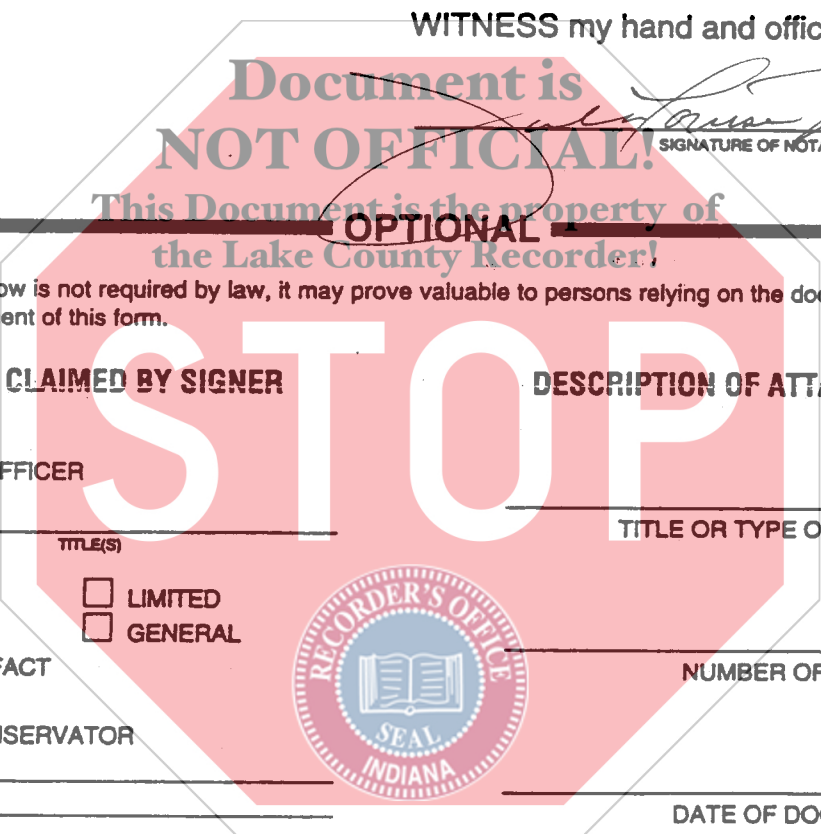 WITNESS my hand and offic
Document is
NOT OFFICIAL!
Louise
SIGNATURE OF NOTA
This Document is the property of
OPTIONAL
the Lake County Recorder!
ow is not required by law, it may prove valuable to persons relying on the doc
ent of this form.
CLAIMED BY SIGNER
DESCRIPTION OF ATTA
STOP
FFICER
TITLE(S)
TITLE OR TYPE O
LIMITED
GENERAL
RECORDER'S OFFICE
SEAL
INDIANA
FACT
NUMBER OF
NSERVATOR
DATE OF DOC